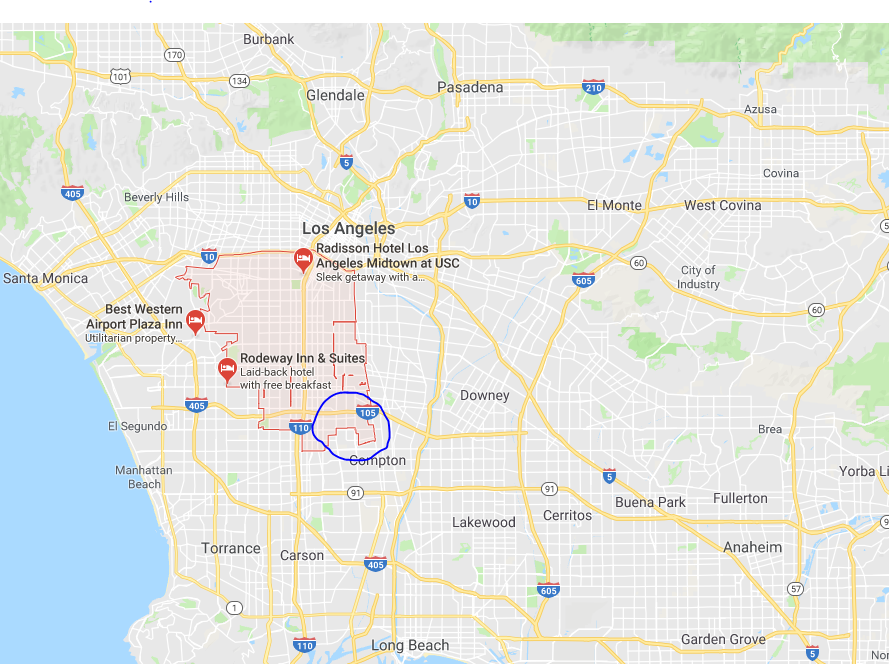 Burbank
170
101
134
Glendale
Pasadena
210
Azusa
5
Covina
405
Beverly Hills
10
El Monte
West Covina
Los Angeles
10
Radisson Hotel Los
Angeles Midtown at USC
Sleek getaway with a...
60
City of
Industry
Santa Monica
605
60
Best Western
Airport Plaza Inn
Utilitarian property...
Rodeway Inn & Suites
Laid-back hotel
with free breakfast
Downey
405
105
El Segundo
110
Brea
Compton
Manhattan
Beach
Yorba Li
5
91
91
Buena Park
Fullerton
Lakewood
Cerritos
9
Torrance
Carson
Anaheim
405
605
57
1
110
Long Beach
Garden Grove
5
Nor